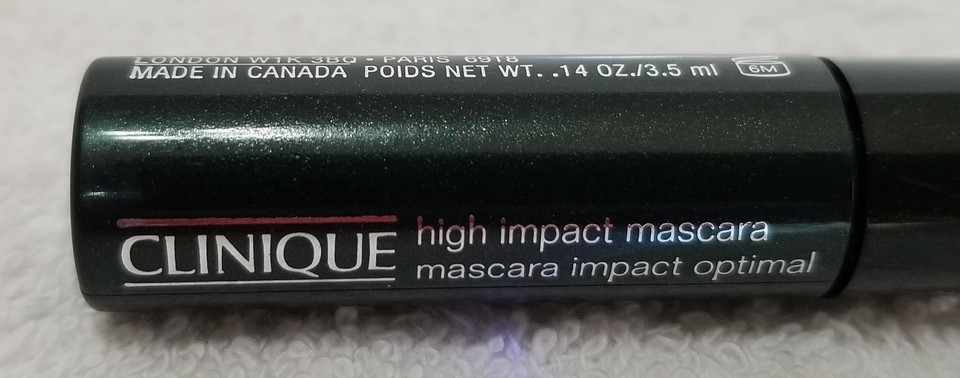 LONDON W1K 3BQ • PARIS 6918
MADE IN CANADA POIDS NET WT. .14 OZ./3.5 ml 6M
CLINIQUE
high impact mascara
mascara impact optimal